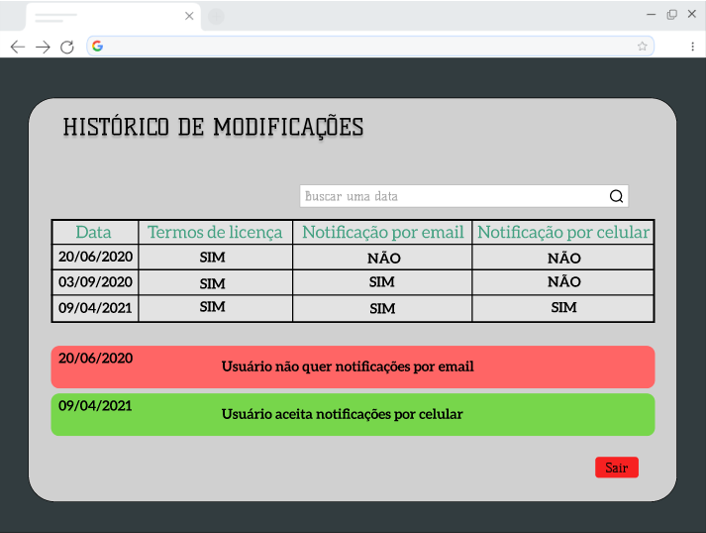 HISTÓRICO DE MODIFICAÇÕES
Buscar uma data
Data Termos de licença Notificação por email Notificação por celular
20/06/2020 SIM NÃO NÃO
03/09/2020 SIM SIM NÃO
09/04/2021 SIM SIM SIM
20/06/2020
Usuário não quer notificações por email
09/04/2021
Usuário aceita notificações por celular
Sair